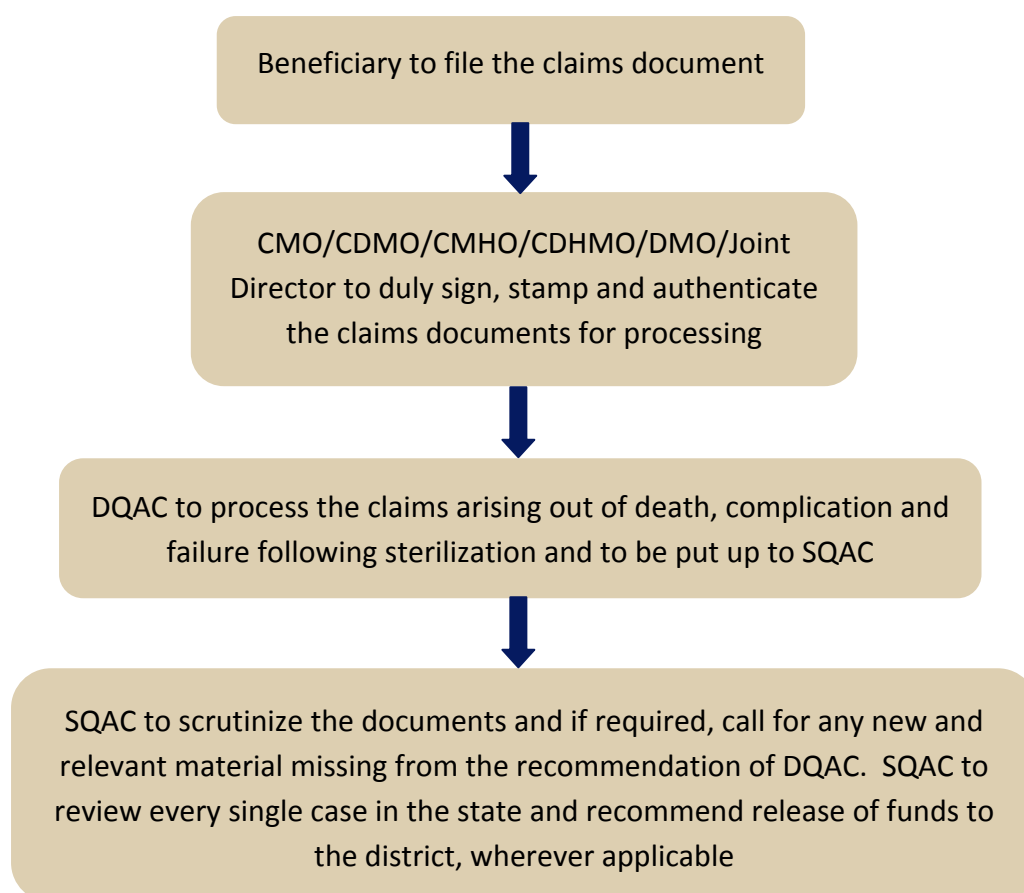 Beneficiary to file the claims document
CMO/CDMO/CMHO/CDHMO/DMO/Joint
Director to duly sign, stamp and authenticate
the claims documents for processing
DQAC to process the claims arising out of death, complication and
failure following sterilization and to be put up to SQAC
SQAC to scrutinize the documents and if required, call for any new and
relevant material missing from the recommendation of DQAC.  SQAC to
review every single case in the state and recommend release of funds to
the district, wherever applicable